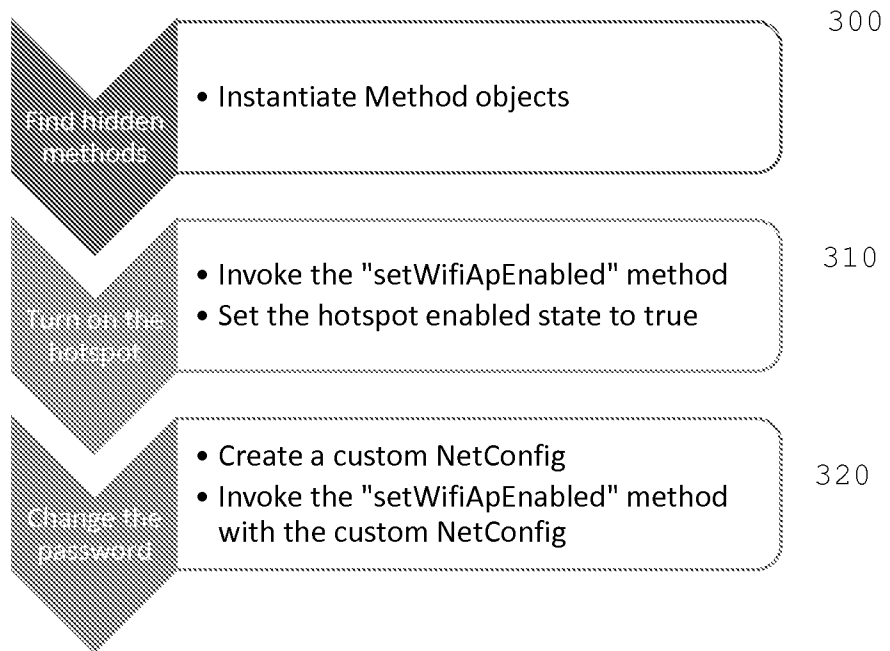 300
Find hidden
methods
• Instantiate Method objects
310
Turn on the
hotspot
• Invoke the "setWifiApEnabled" method
• Set the hotspot enabled state to true
320
Change the
password
• Create a custom NetConfig
• Invoke the "setWifiApEnabled" method
with the custom NetConfig